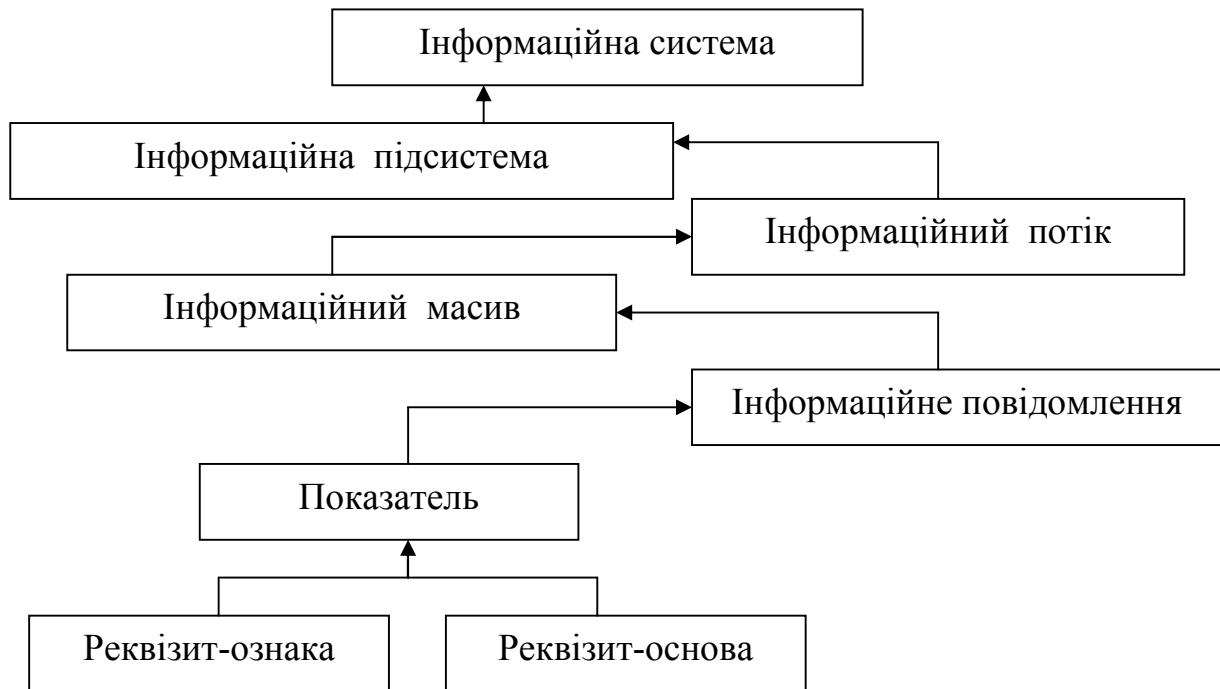 Інформаційна система
Інформаційна підсистема
Інформаційний потік
Інформаційний масив
Інформаційне повідомлення
Показатель
Реквізит-ознака
Реквізит-основа